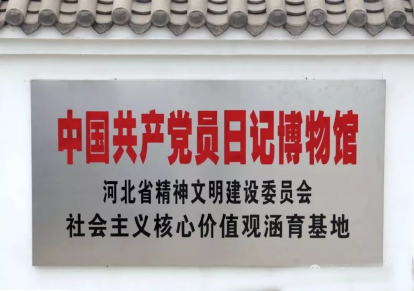 中国共产党员日记博物馆
河北省精神文明建设委员会
社会主义核心价值观涵育基地